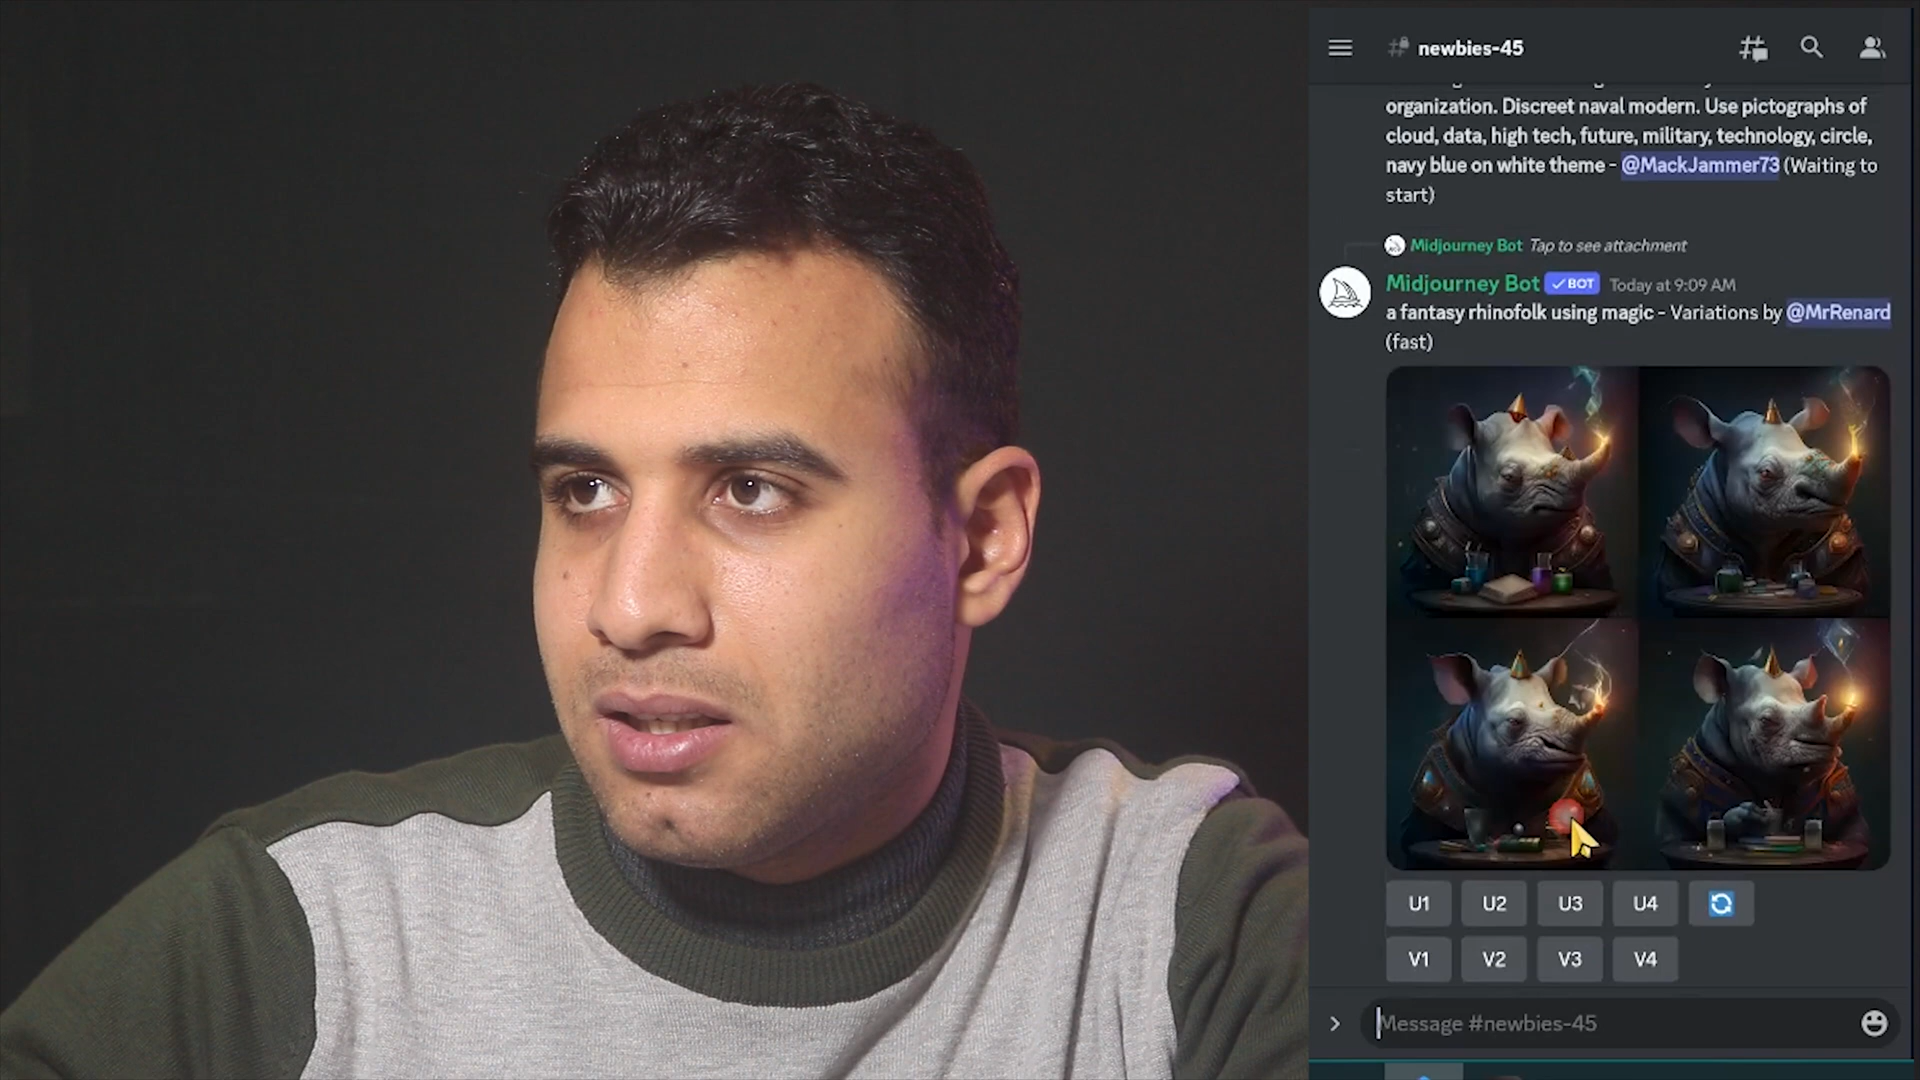 newbies-45
organization. Discreet naval modern. Use pictographs of
cloud, data, high tech, future, military, technology, circle,
navy blue on white theme - @MackJammer73 (Waiting to
start)
Midjourney Bot Tap to see attachment
Midjourney Bot ✓BOT Today at 9:09 AM
a fantasy rhinofolk using magic - Variations by @MrRenard
(fast)
U1 U2 U3 U4
V1 V2 V3 V4
Message #newbies-45